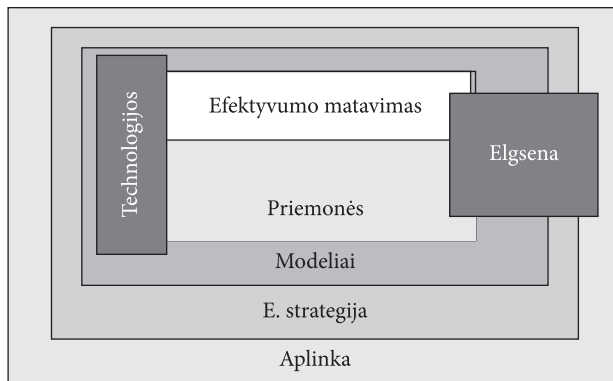 Technologijos
Efektyvumo matavimas
Elgsena
Priemonės
Modeliai
E. strategija
Aplinka